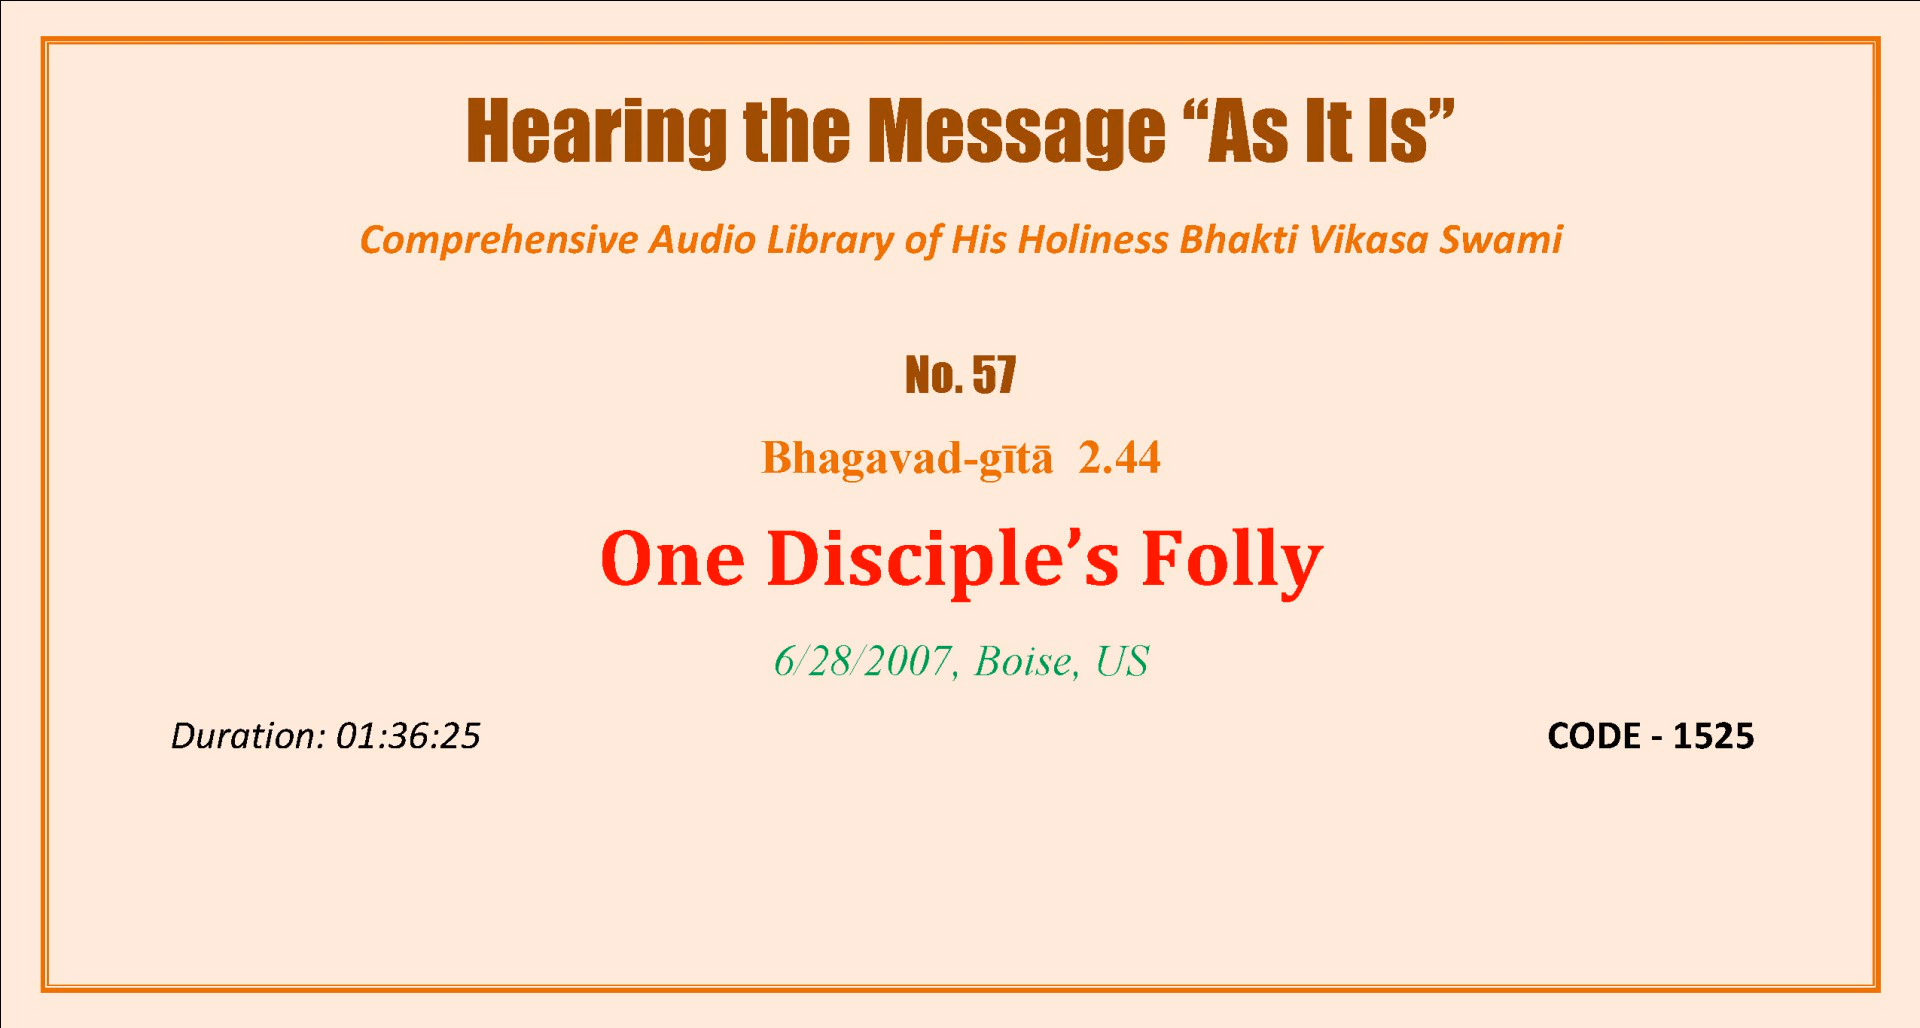 Hearing the Message “As It Is”
Comprehensive Audio Library of His Holiness Bhakti Vikasa Swami
No. 57
Bhagavad-gītā 2.44
One Disciple’s Folly
6/28/2007, Boise, US
Duration: 01:36:25 CODE - 1525